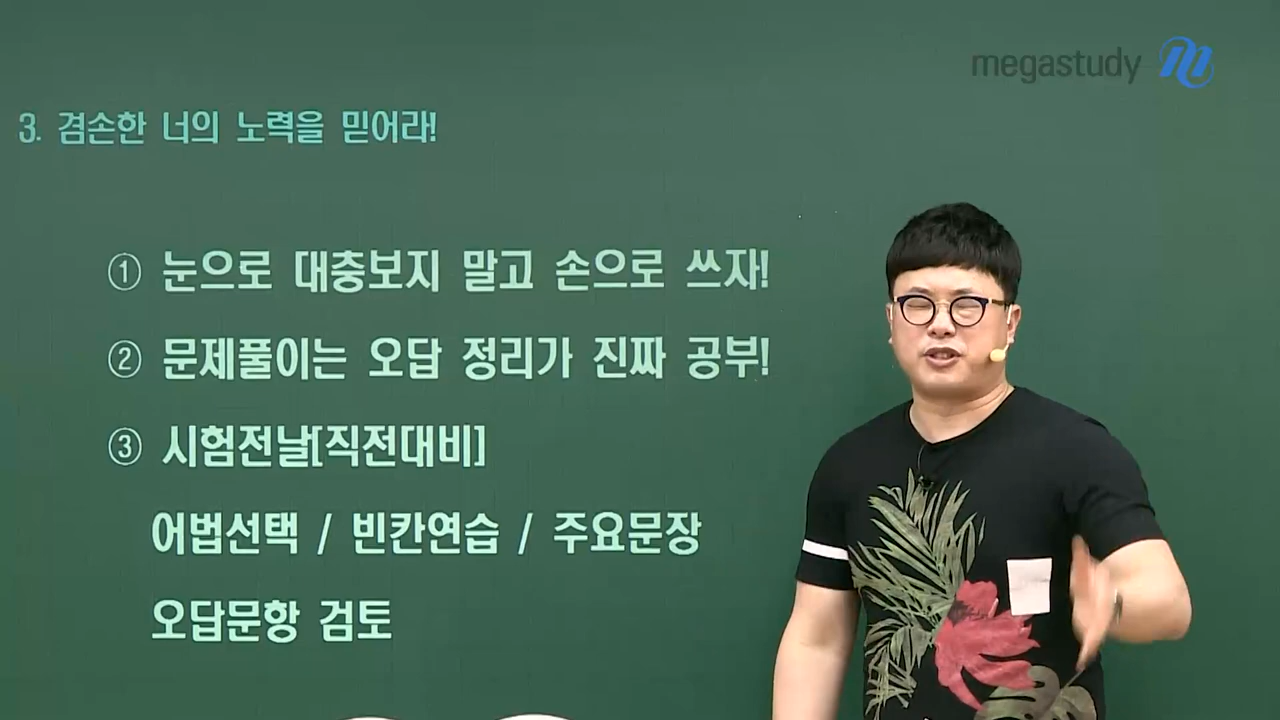 megastudy
3. 겸손한 너의 노력을 믿어라!
① 눈으로 대충보지 말고 손으로 쓰자!
② 문제풀이는 오답 정리가 진짜 공부!
③ 시험전날[직전대비]
어법선택 / 빈칸연습 / 주요문장
오답문항 검토